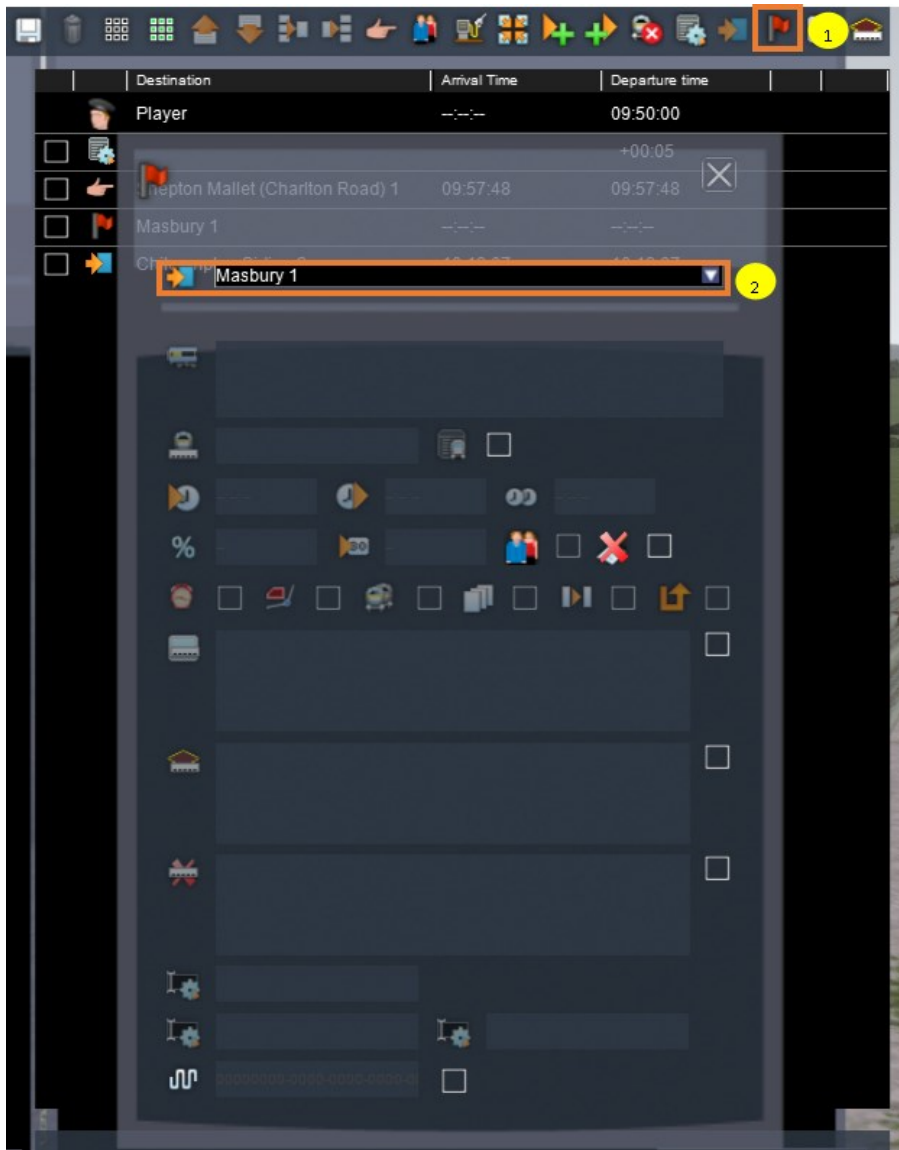 1
Destination Arrival Time Departure time
Player --:--:-- 09:50:00
+00:05
Shepton Mallet (Charlton Road) 1 09:57:48 09:57:48
Masbury 1 --:--:-- --:--:--
Masbury 1
2
%
30